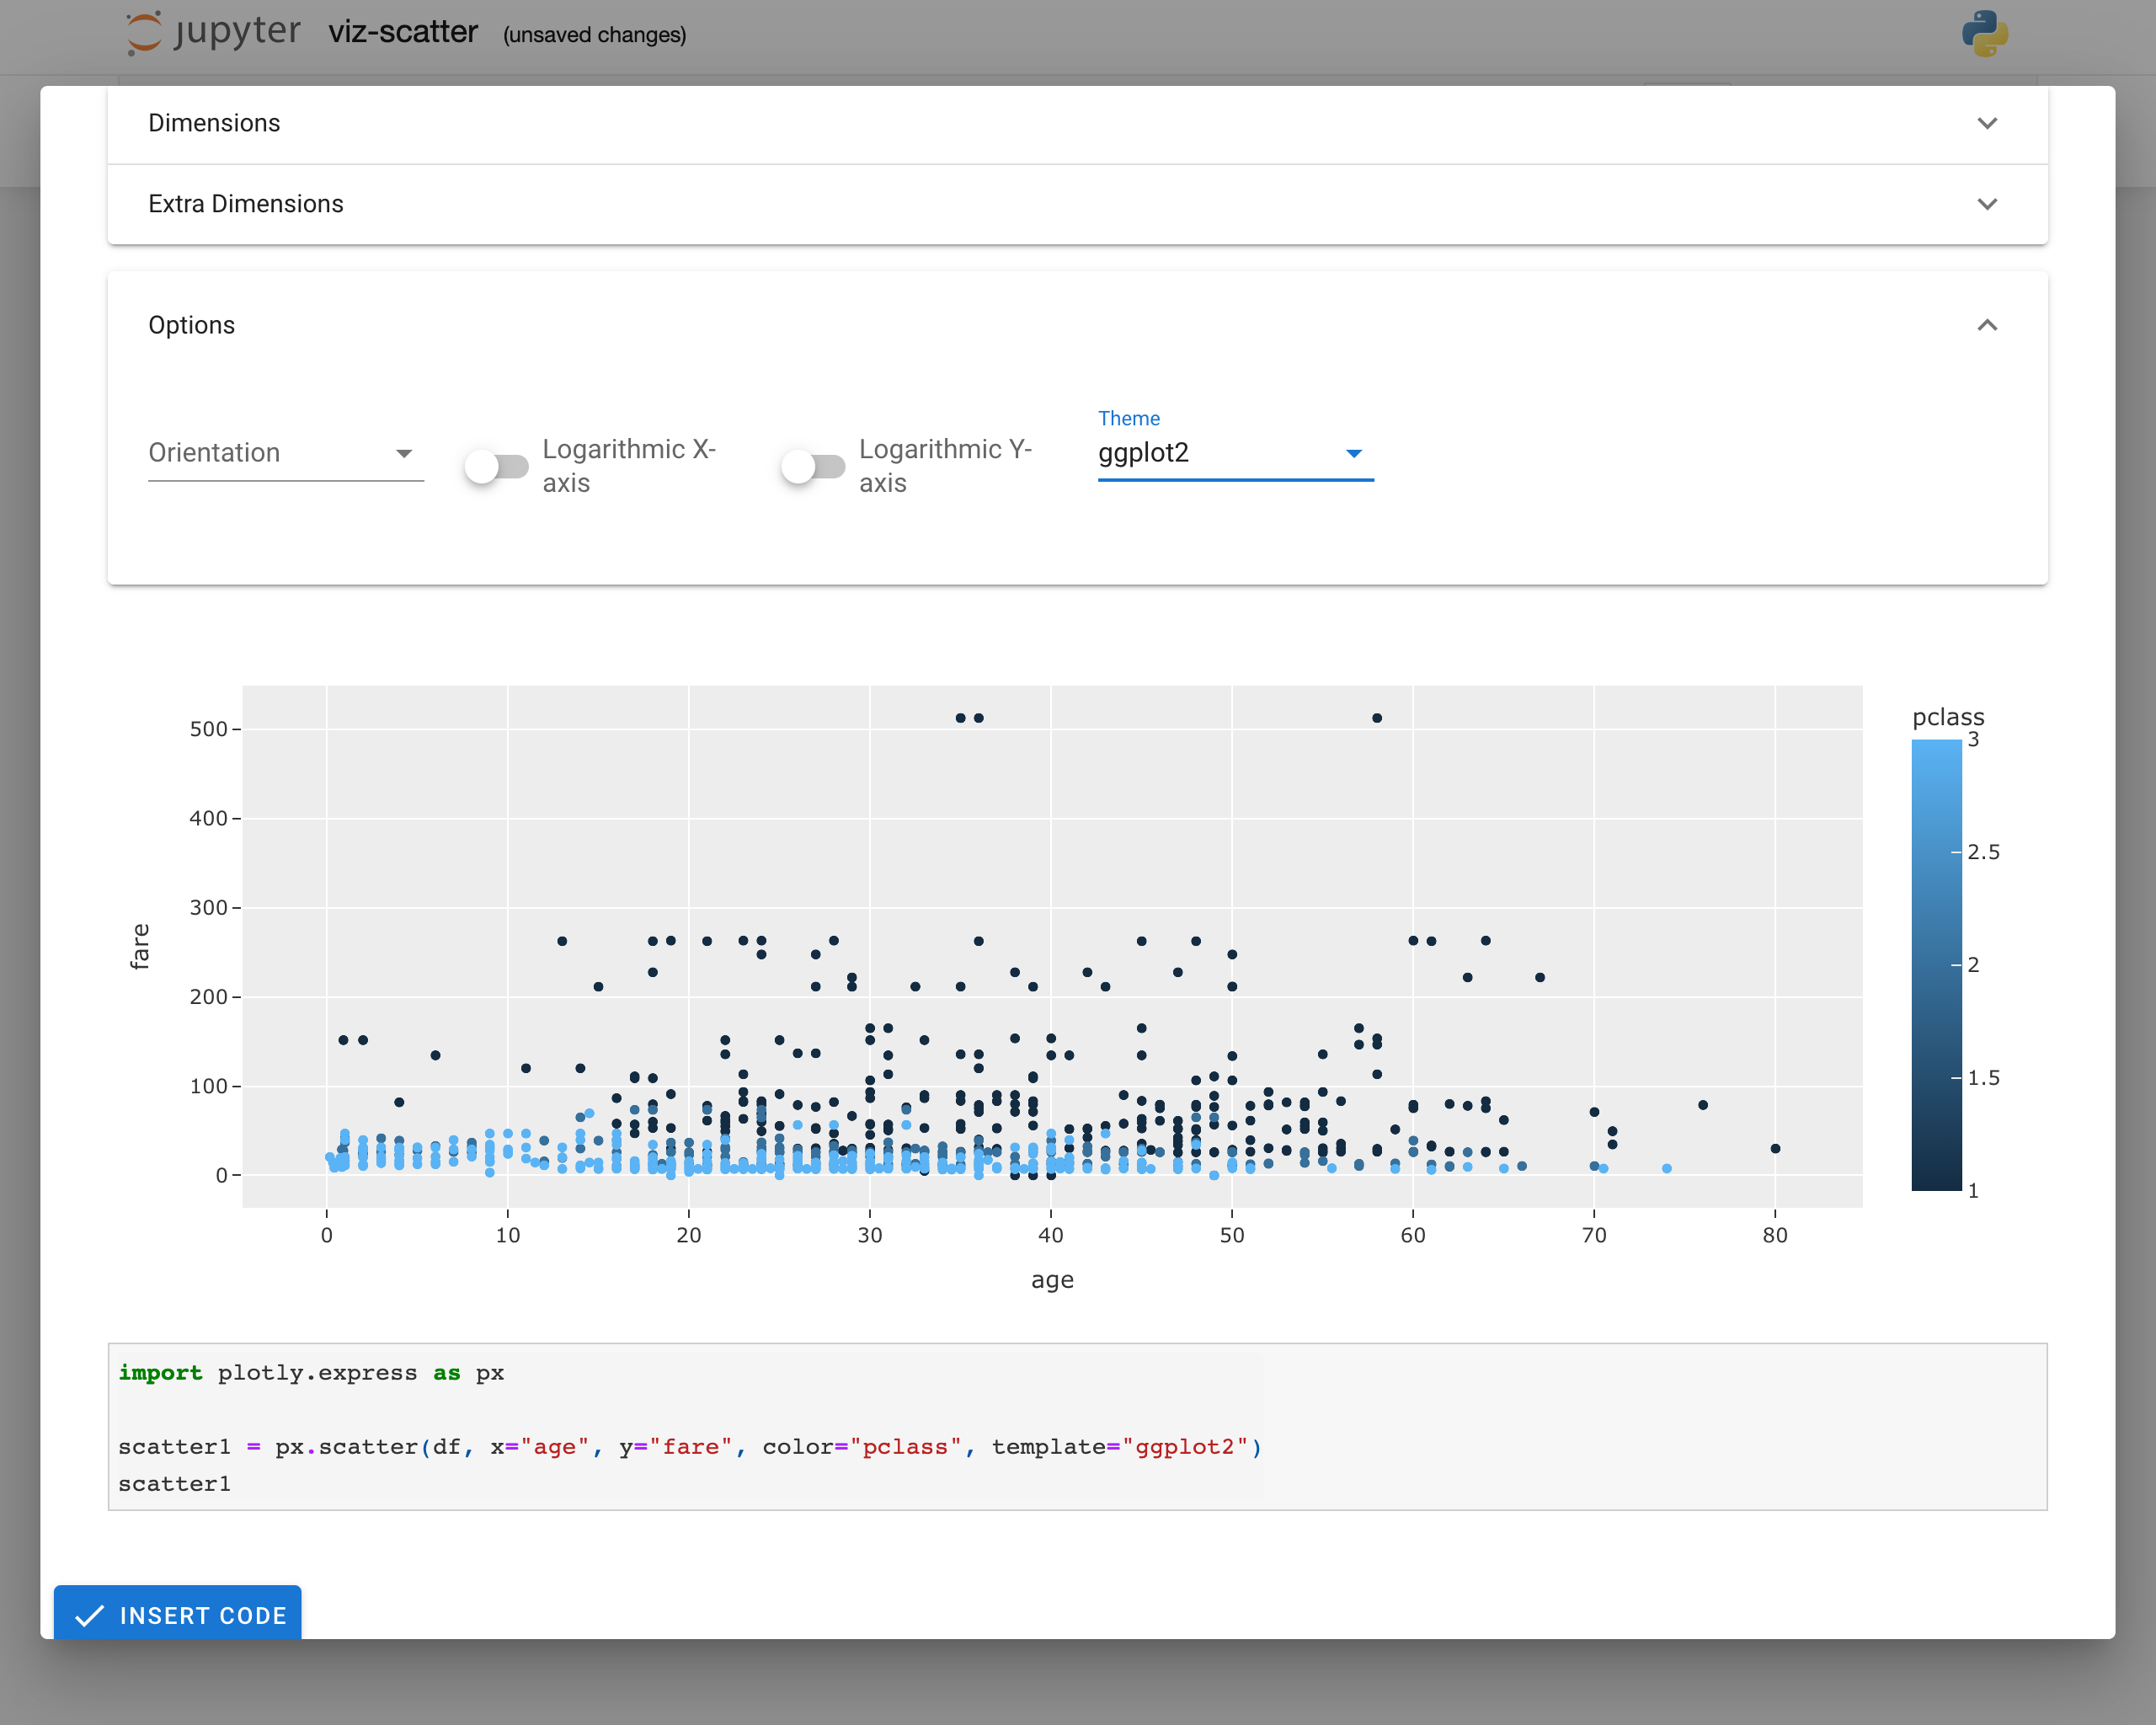 jupyter viz-scatter (unsaved changes)
Dimensions
Extra Dimensions
Options
Orientation
Logarithmic X-
axis
Logarithmic Y-
axis
Theme
ggplot2
500
400
300
200
100
0
fare
0 10 20 30 40 50 60 70 80
age
pclass
3
2.5
2
1.5
1
import plotly.express as px
scatter1 = px.scatter(df, x="age", y="fare", color="pclass", template="ggplot2")
scatter1
INSERT CODE